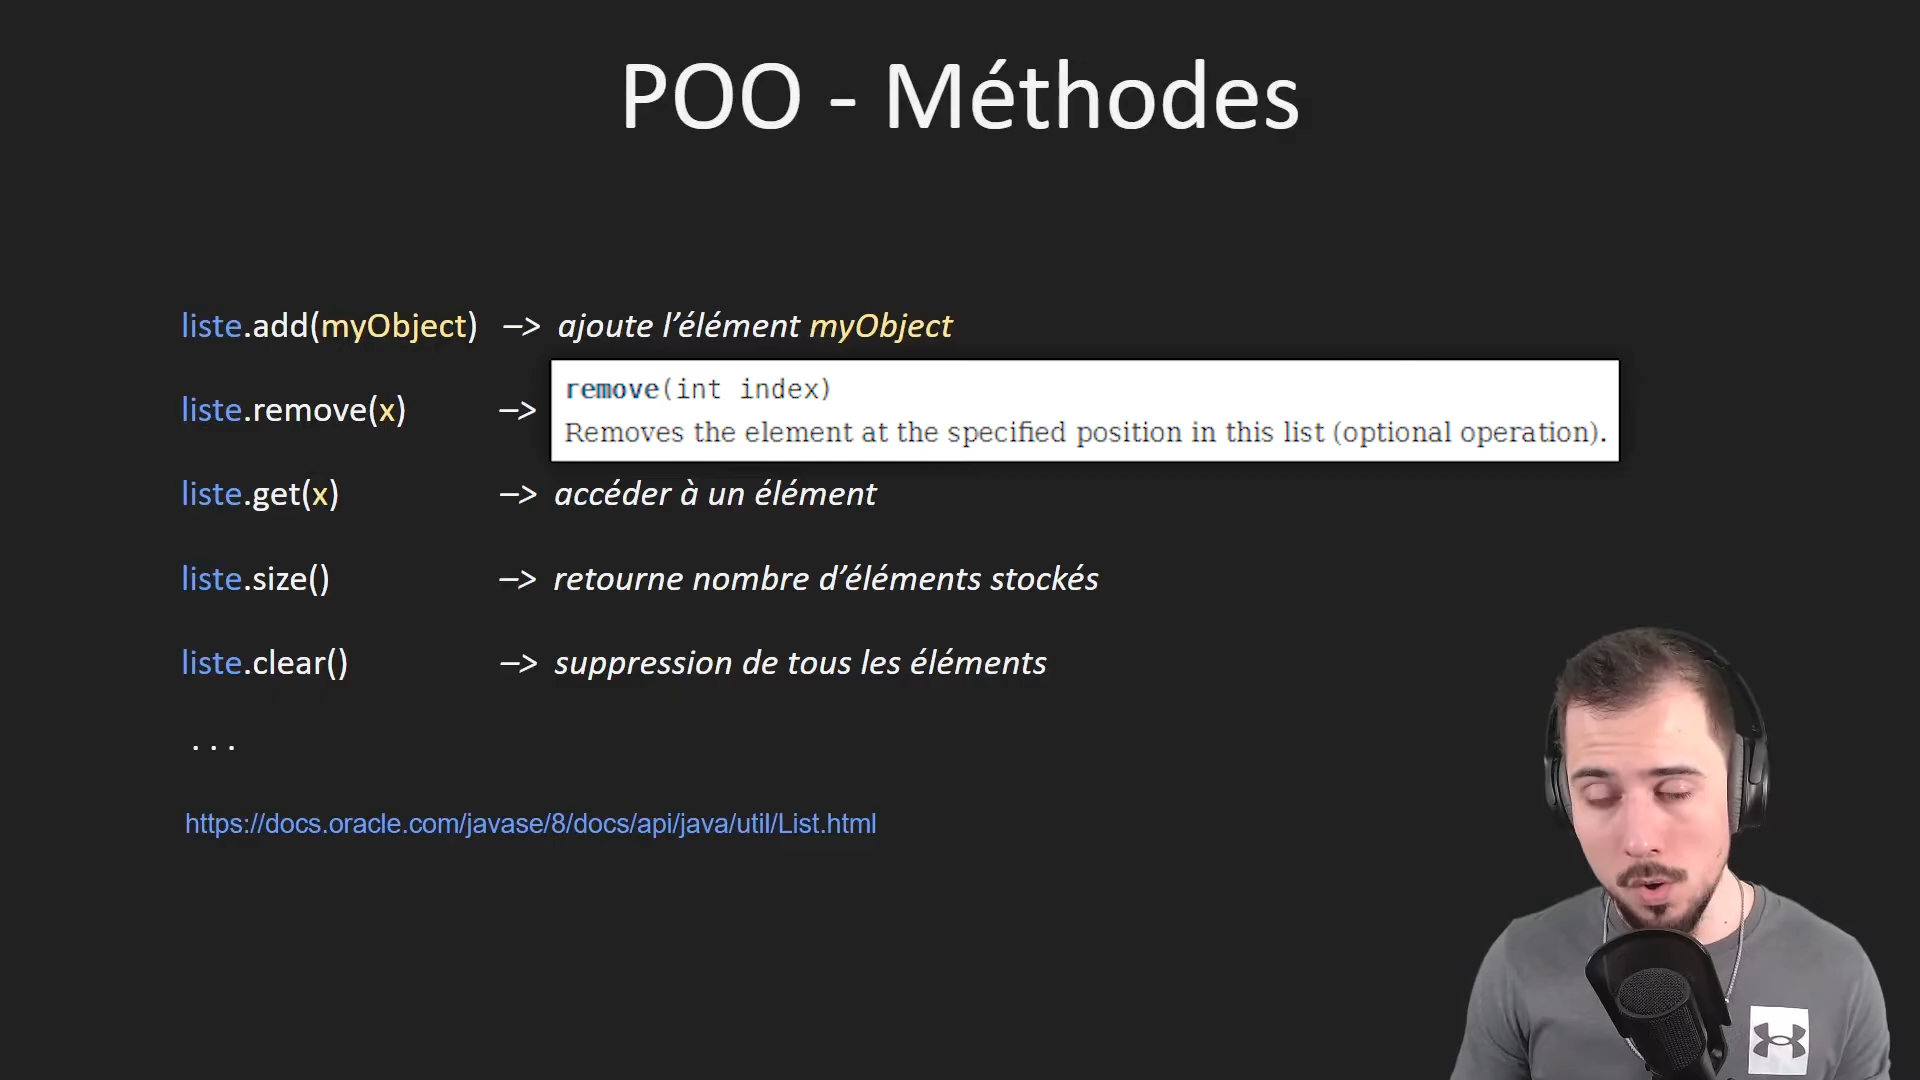 POO - Méthodes
liste.add(myObject) –> ajoute l’élément myObject
liste.remove(x) –>
remove(int index)
Removes the element at the specified position in this list (optional operation).
liste.get(x) –> accéder à un élément
liste.size() –> retourne nombre d’éléments stockés
liste.clear() –> suppression de tous les éléments
. . .
https://docs.oracle.com/javase/8/docs/api/java/util/List.html